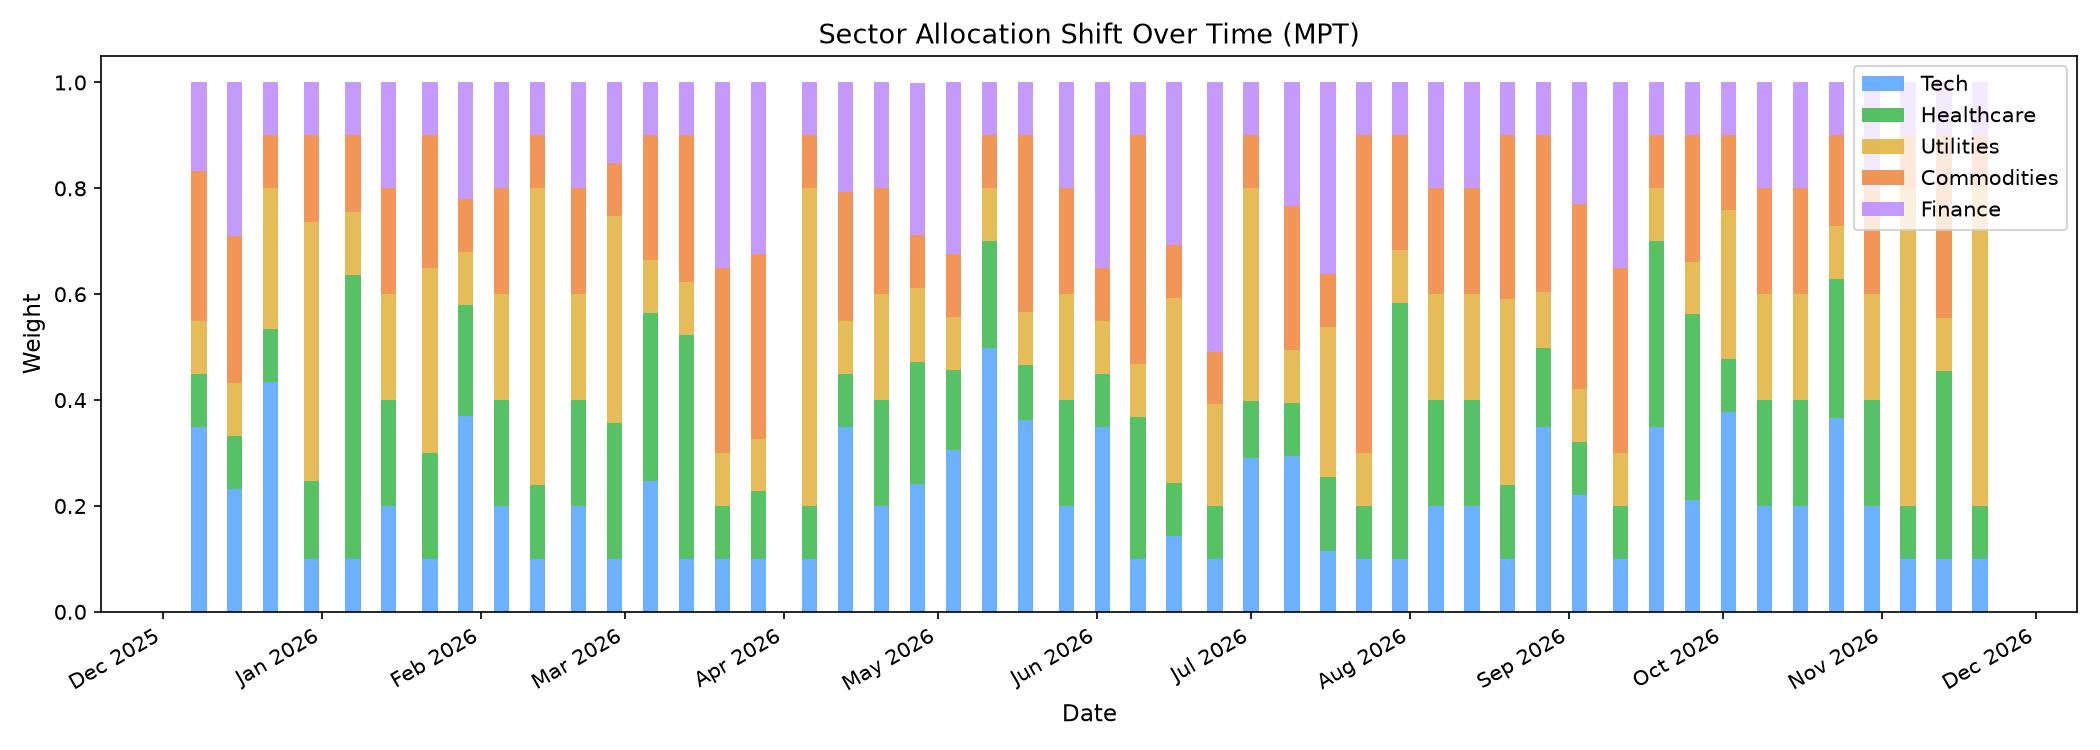 Sector Allocation Shift Over Time (MPT)
Weight
1.0
0.8
0.6
0.4
0.2
0.0
Tech
Healthcare
Utilities
Commodities
Finance
Dec 2025
Jan 2026
Feb 2026
Mar 2026
Apr 2026
May 2026
Jun 2026
Jul 2026
Aug 2026
Sep 2026
Oct 2026
Nov 2026
Dec 2026
Date